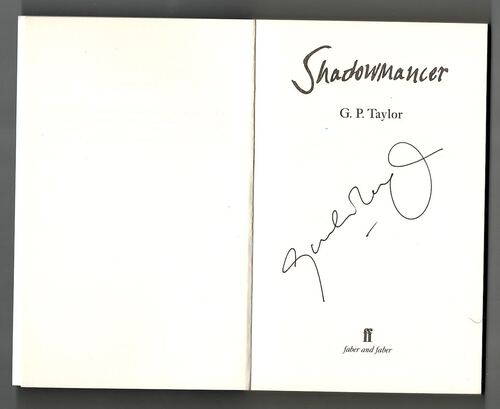 Shadowmancer
G. P. Taylor
ff
faber and faber